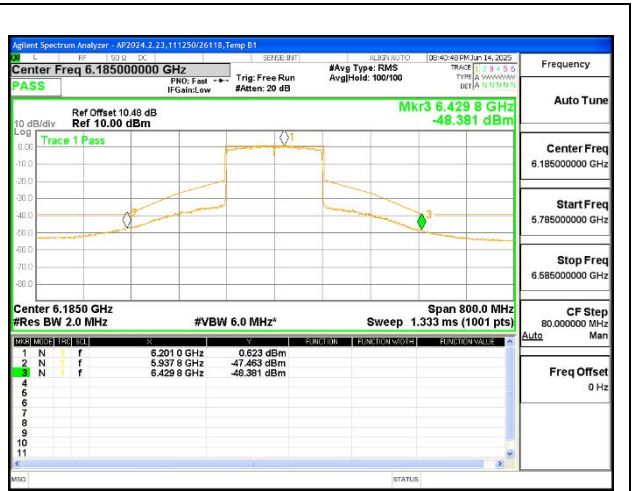 Agilent Spectrum Analyzer - AP2024.2.23,111250/26118,Temp B1
L RF 50 Ω DC SENSE:INT ALIGN AUTO 08:40:48 PM Jun 14, 2025
Center Freq 6.185000000 GHz #Avg Type: RMS TRACE 1 2 3 4 5 6 Frequency
PASS PNO: Fast Trig: Free Run Avg|Hold: 100/100 TYPE A WWWWW
IFGain:Low #Atten: 20 dB DET A N N N N N
Auto Tune
Mkr3 6.429 8 GHz
Ref Offset 10.48 dB
10 dB/div Ref 10.00 dBm -48.381 dBm
Log
Trace 1 Pass
1
0.00
-10.0
-20.0
-30.0
-40.0
2
3
-50.0
-60.0
-70.0
-80.0
Center Freq
6.185000000 GHz
Start Freq
5.785000000 GHz
Stop Freq
6.585000000 GHz
Center 6.1850 GHz Span 800.0 MHz
#Res BW 2.0 MHz #VBW 6.0 MHz* Sweep 1.333 ms (1001 pts)
CF Step
80.000000 MHz
Auto Man
MKR MODE TRC SCL X Y FUNCTION FUNCTION WIDTH FUNCTION VALUE
1 N 1 f 6.201 0 GHz 0.623 dBm
2 N 1 f 5.937 8 GHz -47.463 dBm
3 N 1 f 6.429 8 GHz -48.381 dBm
4
5
6
7
8
9
10
11
Freq Offset
0 Hz
MSG STATUS